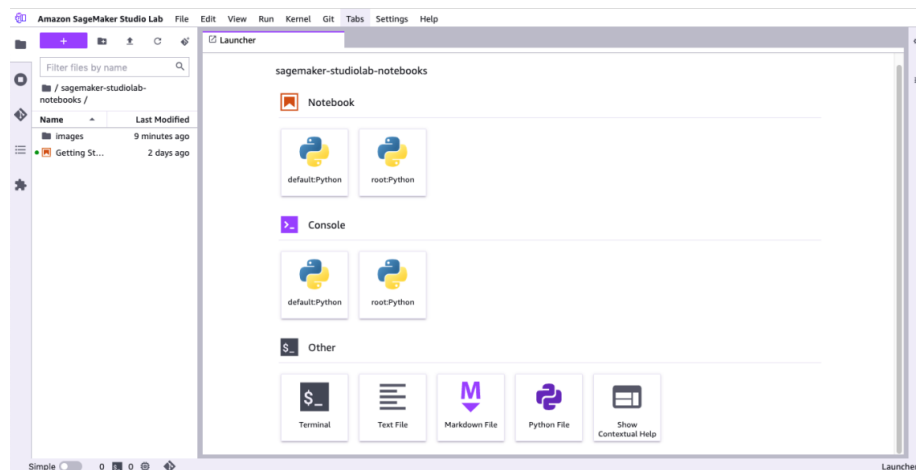 Amazon SageMaker Studio Lab File Edit View Run Kernel Git Tabs Settings Help
Launcher
Filter files by name
/ sagemaker-studiolab-
notebooks /
Name Last Modified
images 9 minutes ago
Getting St... 2 days ago
sagemaker-studiolab-notebooks
Notebook
default:Python root:Python
>_ Console
default:Python root:Python
$_ Other
$_ M
Terminal Text File Markdown File Python File Show
Contextual Help
Simple 0 $_ 0 Launcher